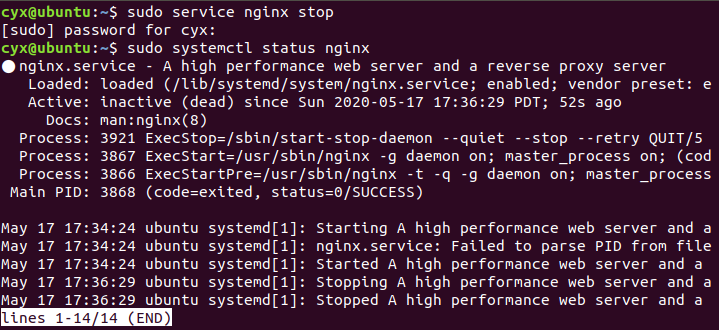 cyx@ubuntu:~$ sudo service nginx stop
[sudo] password for cyx:
cyx@ubuntu:~$ sudo systemctl status nginx
● nginx.service - A high performance web server and a reverse proxy server
   Loaded: loaded (/lib/systemd/system/nginx.service; enabled; vendor preset: e
   Active: inactive (dead) since Sun 2020-05-17 17:36:29 PDT; 52s ago
     Docs: man:nginx(8)
  Process: 3921 ExecStop=/sbin/start-stop-daemon --quiet --stop --retry QUIT/5
  Process: 3867 ExecStart=/usr/sbin/nginx -g daemon on; master_process on; (cod
  Process: 3866 ExecStartPre=/usr/sbin/nginx -t -q -g daemon on; master_process
 Main PID: 3868 (code=exited, status=0/SUCCESS)
May 17 17:34:24 ubuntu systemd[1]: Starting A high performance web server and a
May 17 17:34:24 ubuntu systemd[1]: nginx.service: Failed to parse PID from file
May 17 17:34:24 ubuntu systemd[1]: Started A high performance web server and a
May 17 17:36:29 ubuntu systemd[1]: Stopping A high performance web server and a
May 17 17:36:29 ubuntu systemd[1]: Stopped A high performance web server and a
lines 1-14/14 (END)